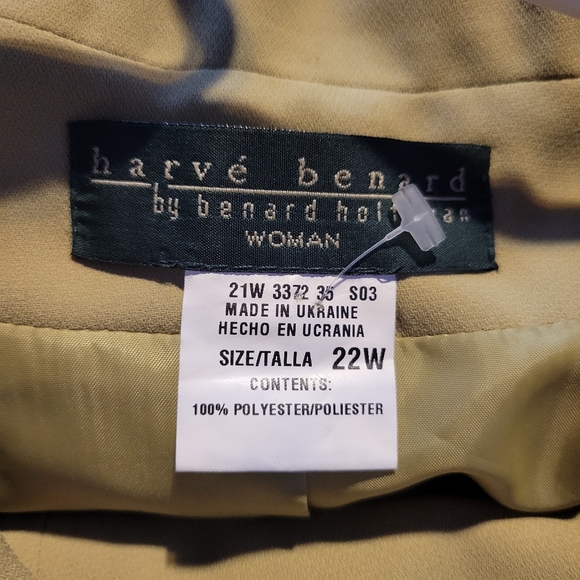 harvé benard
by benard
WOMAN
21W 3372 35 S03
MADE IN UKRAINE
HECHO EN UCRANIA
SIZE/TALLA 22W
CONTENTS:
100% POLYESTER/POLIESTER